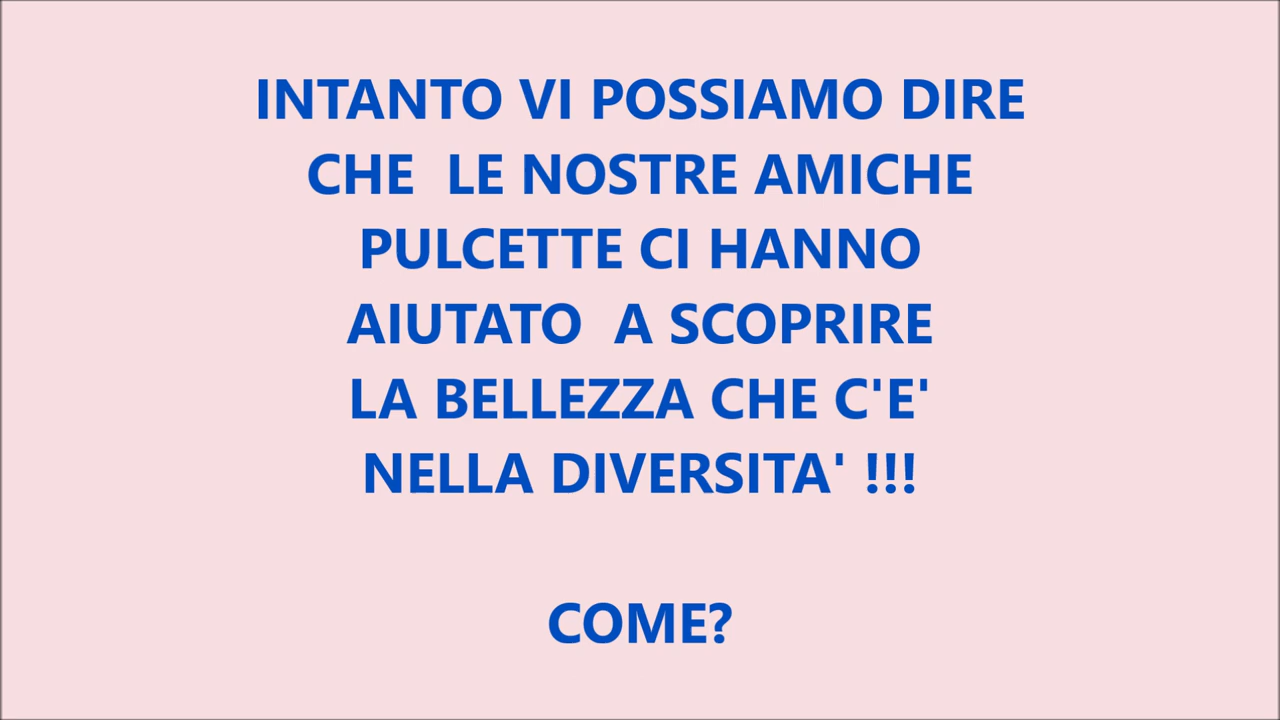 INTANTO VI POSSIAMO DIRE
CHE  LE NOSTRE AMICHE
PULCETTE CI HANNO
AIUTATO  A SCOPRIRE
LA BELLEZZA CHE C'E'
NELLA DIVERSITA' !!!
COME?